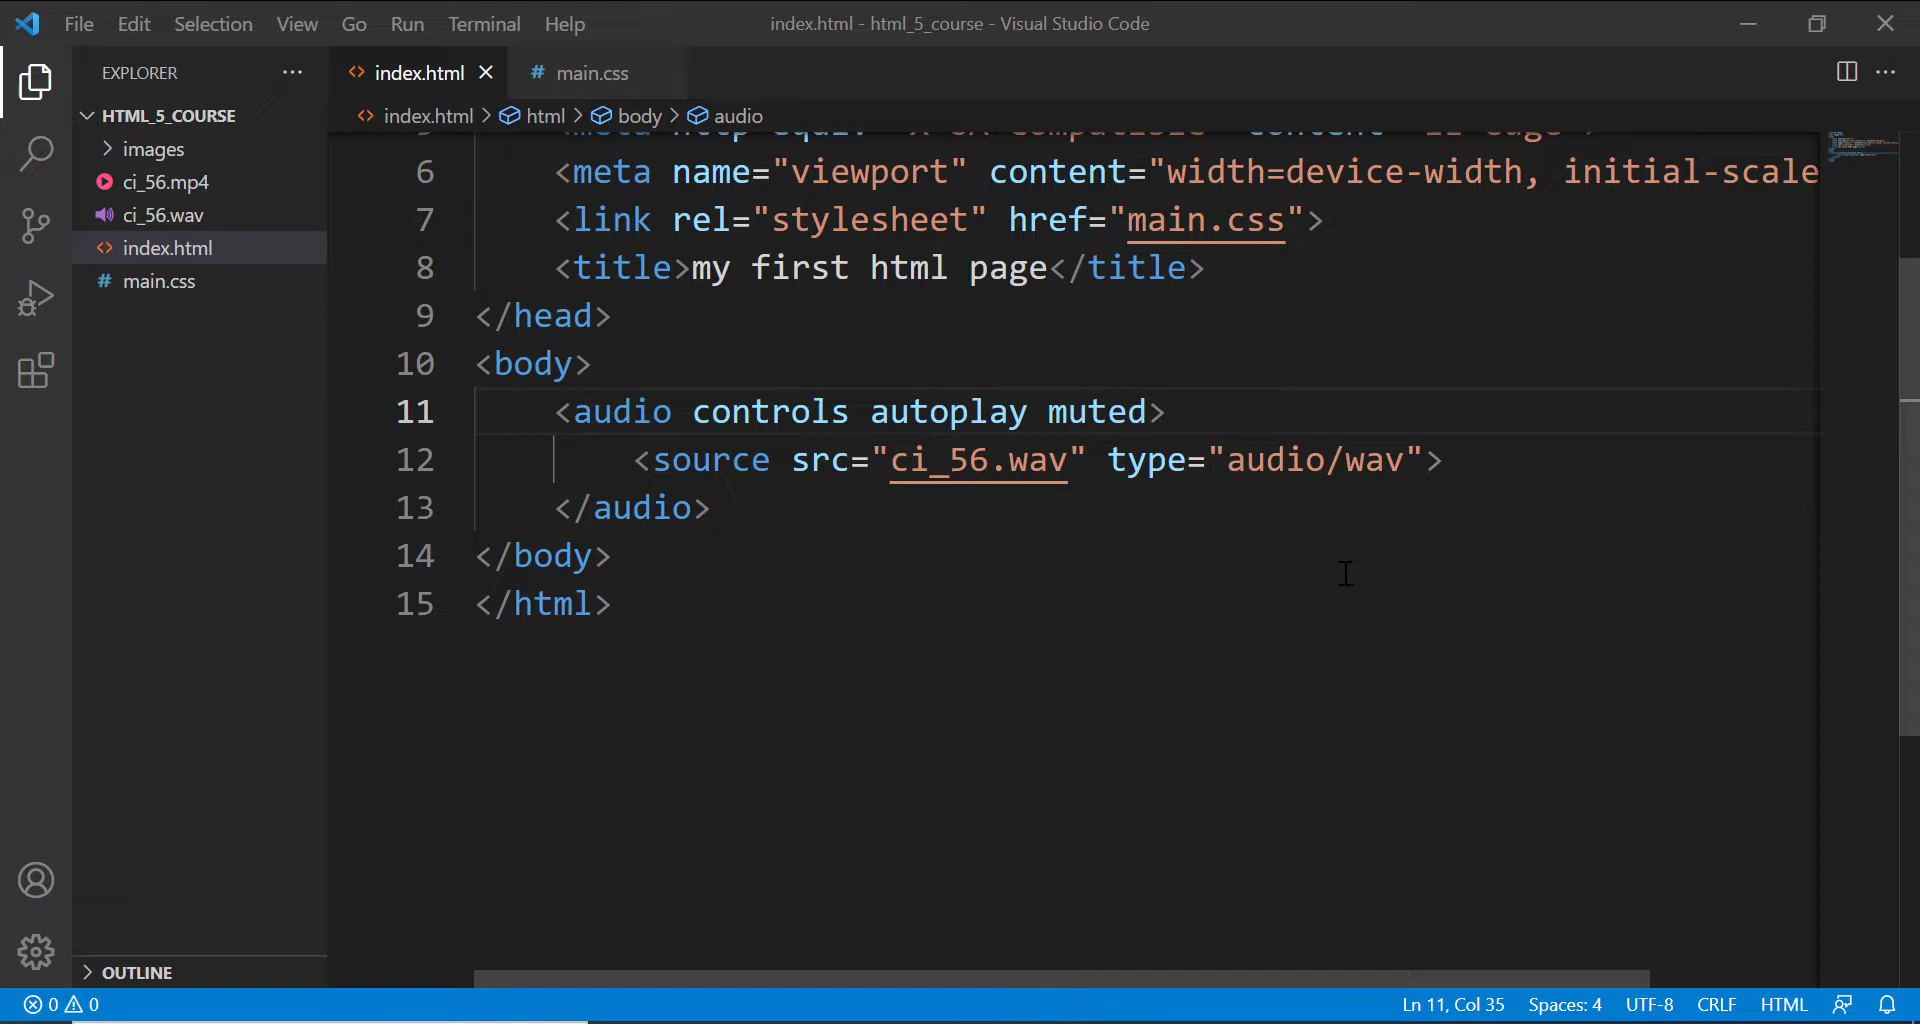 File Edit Selection View Go Run Terminal Help
index.html - html_5_course - Visual Studio Code
EXPLORER
index.html
main.css
HTML_5_COURSE
index.html > html > body > audio
images
ci_56.mp4
ci_56.wav
index.html
main.css
6 <meta name="viewport" content="width=device-width, initial-scale
7 <link rel="stylesheet" href="main.css">
8 <title>my first html page</title>
9 </head>
10 <body>
11 <audio controls autoplay muted>
12 <source src="ci_56.wav" type="audio/wav">
13 </audio>
14 </body>
15 </html>
OUTLINE
0 0
Ln 11, Col 35 Spaces: 4 UTF-8 CRLF HTML